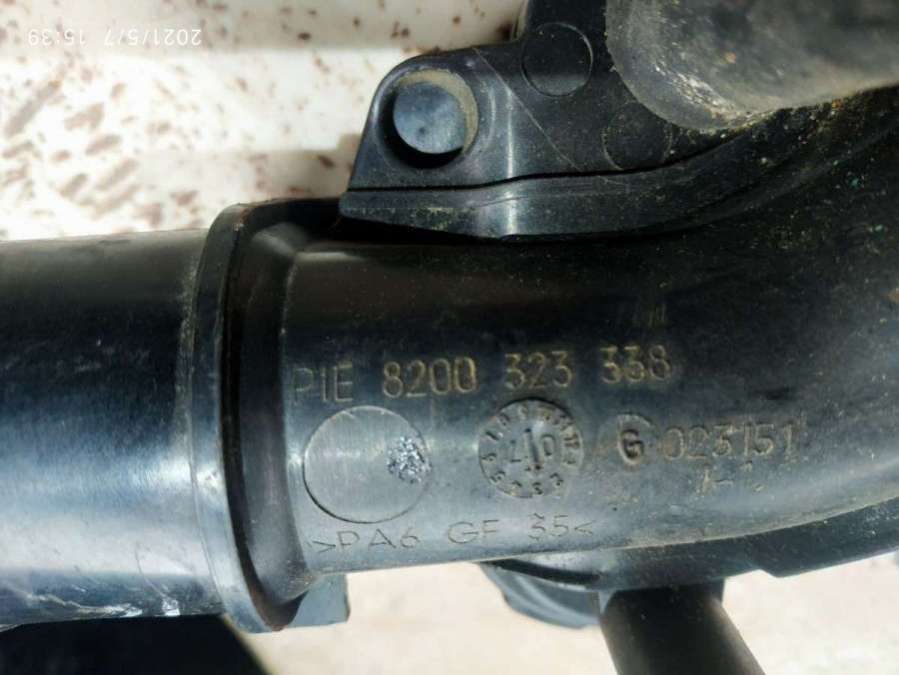 2021/5/7 15:39
PIE 8200 323 338
G 023151
>PA6 GF 35<